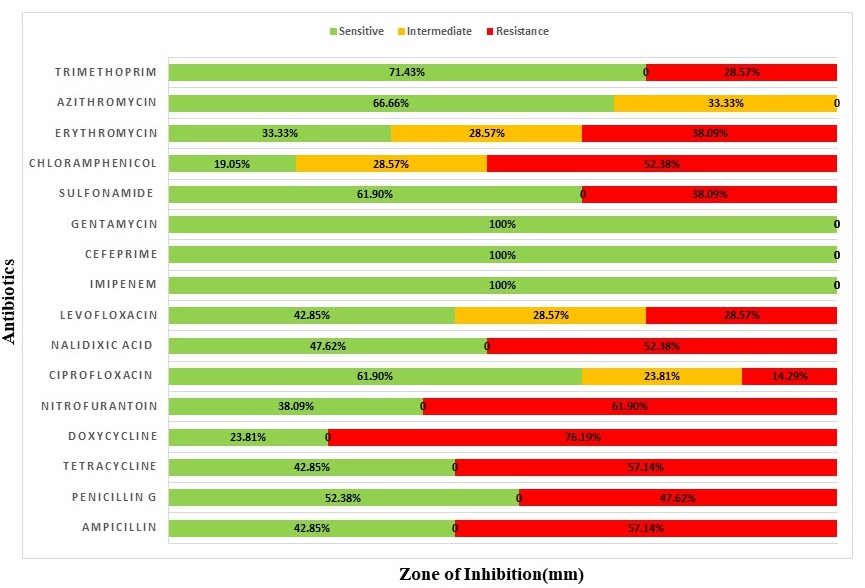 Sensitive Intermediate Resistance
TRIMETHOPRIM 71.43% 0 28.57%
AZITHROMYCIN 66.66% 33.33% 0
ERYTHROMYCIN 33.33% 28.57% 38.09%
CHLORAMPHENICOL 19.05% 28.57% 52.38%
SULFONAMIDE 61.90% 0 38.09%
GENTAMYCIN 100% 0
CEFEPRIME 100% 0
IMIPENEM 100% 0
LEVOFLOXACIN 42.85% 28.57% 28.57%
NALIDIXIC ACID 47.62% 0 52.38%
CIPROFLOXACIN 61.90% 23.81% 14.29%
NITROFURANTOIN 38.09% 0 61.90%
DOXYCYCLINE 23.81% 0 76.19%
TETRACYCLINE 42.85% 0 57.14%
PENICILLIN G 52.38% 0 47.62%
AMPICILLIN 42.85% 0 57.14%
Antibiotics
Zone of Inhibition(mm)